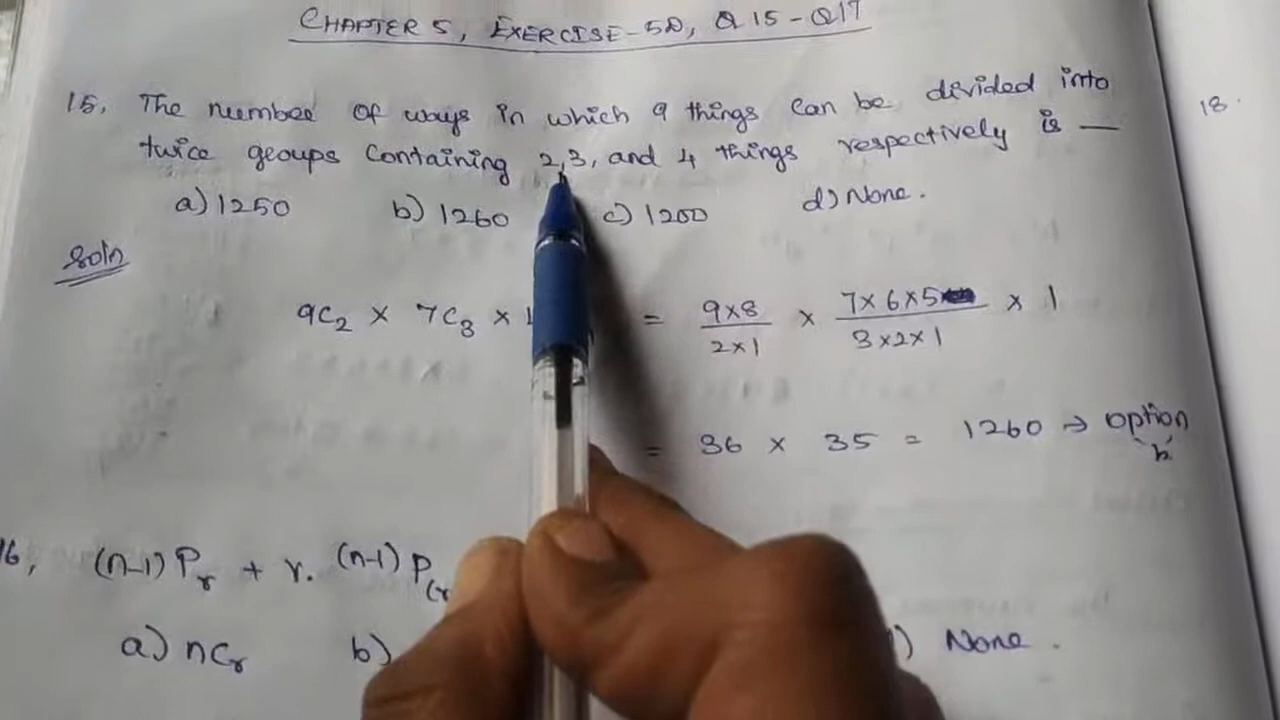 CHAPTER 5, EXERCISE-5D, Q 15-Q17
15. The number of ways in which 9 things can be divided into
twice groups containing 2,3, and 4 things respectively is —
a) 1250 b) 1260 c) 1200 d) None.
18.
Soln
9C₂ × 7C₃ × 1 = 9×8/2×1 × 7×6×5/3×2×1 × 1
= 36 × 35 = 1260 → option
'b'
16, (n-1)Pᵣ + r. (n-1)P(r
a) nCᵣ b) ) None.